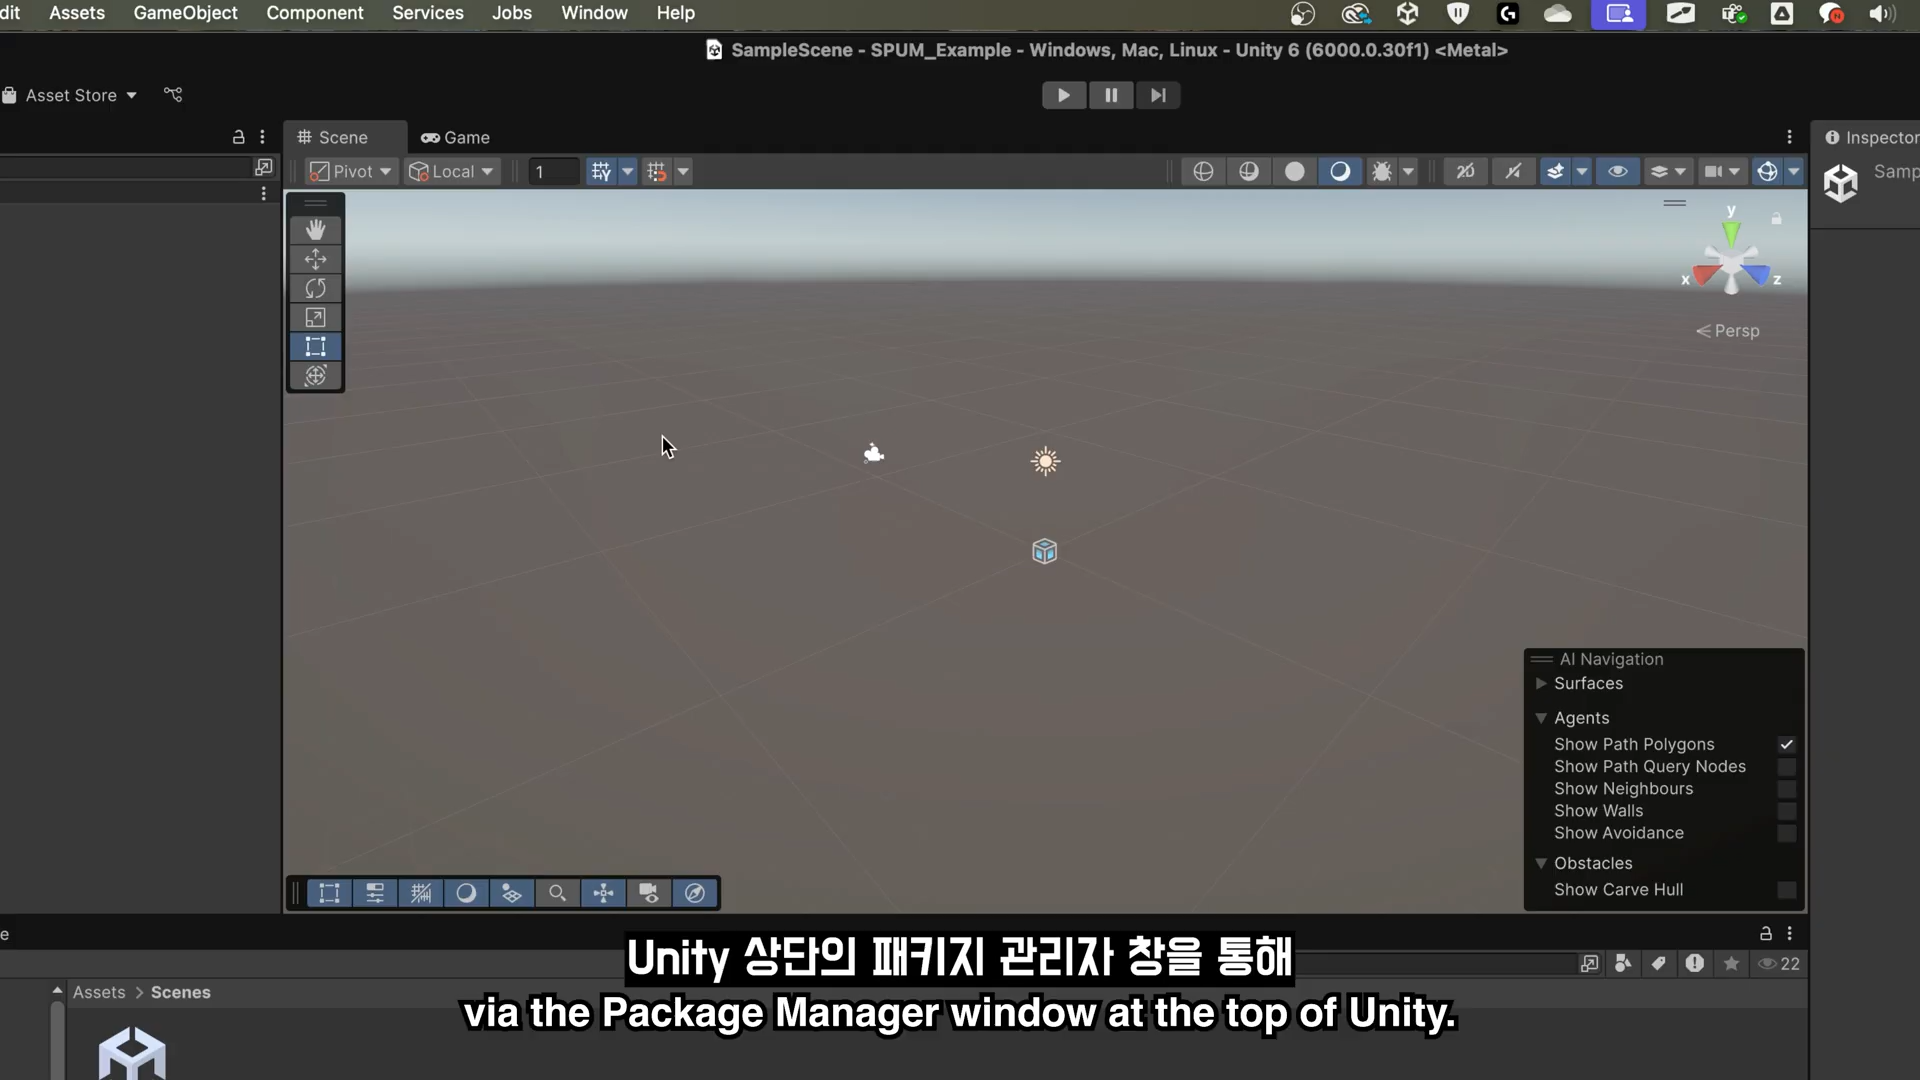 dit Assets GameObject Component Services Jobs Window Help
SampleScene - SPUM_Example - Windows, Mac, Linux - Unity 6 (6000.0.30f1) <Metal>
Asset Store
Scene Game Inspector
Pivot Local 1 2D
Samp
y
x z
Persp
AI Navigation
Surfaces
Agents
Show Path Polygons
Show Path Query Nodes
Show Neighbours
Show Walls
Show Avoidance
Obstacles
Show Carve Hull
e
22
Assets > Scenes
Unity 상단의 패키지 관리자 창을 통해
via the Package Manager window at the top of Unity.